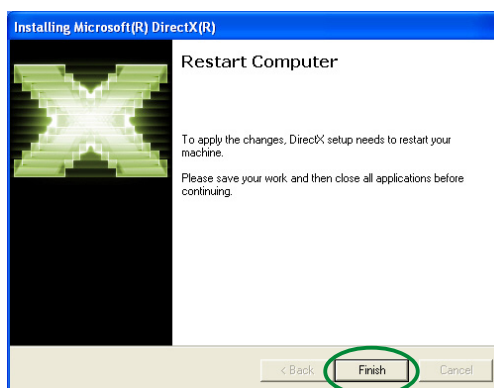 Installing Microsoft(R) DirectX(R)
Restart Computer
To apply the changes, DirectX setup needs to restart your
machine.
Please save your work and then close all applications before
continuing.
< Back
Finish
Cancel